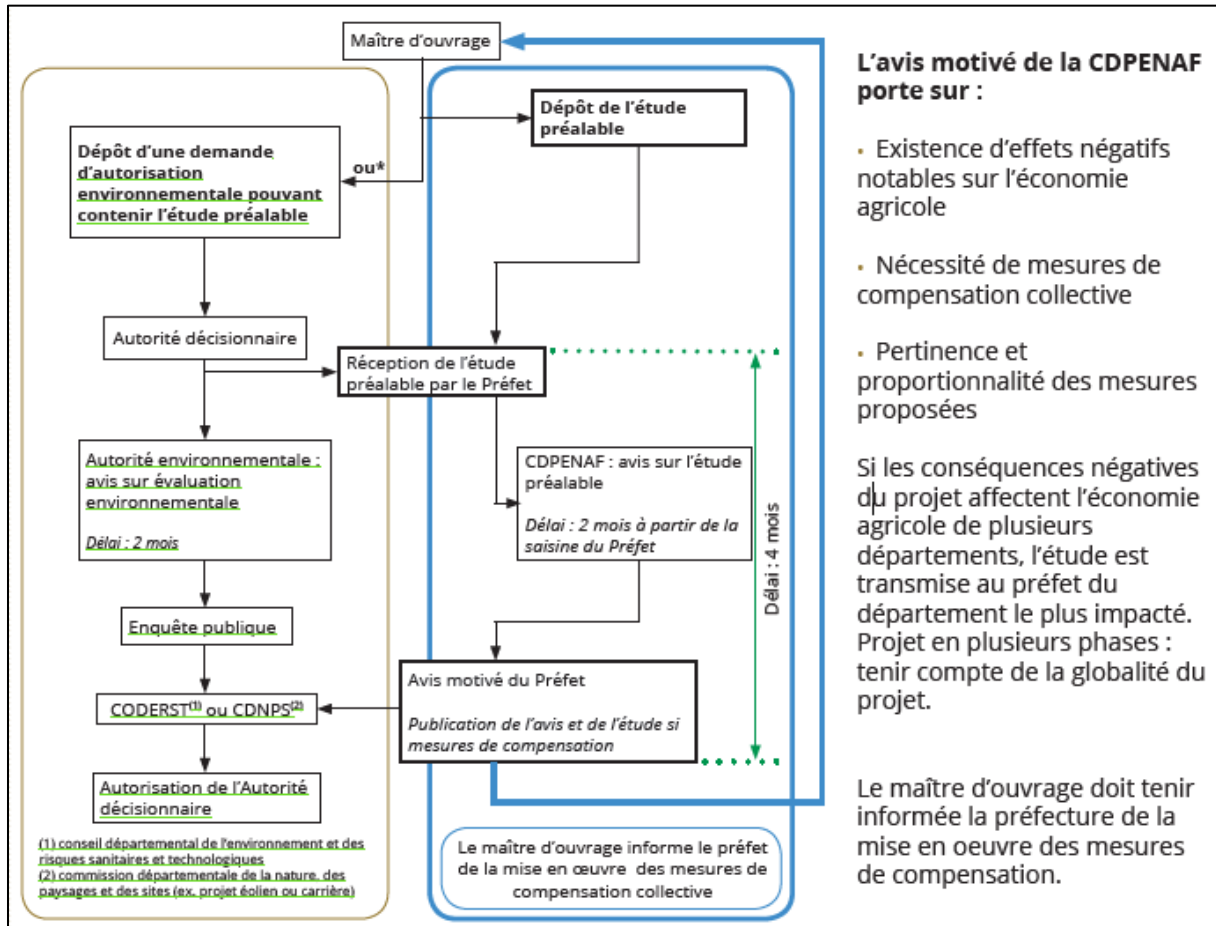 Maître d'ouvrage
Dépôt de l'étude
préalable
ou*
Dépôt d'une demande
d'autorisation
environnementale pouvant
contenir l'étude préalable
Autorité décisionnaire
Réception de l'étude
préalable par le Préfet
Autorité environnementale :
avis sur évaluation
environnementale
Délai : 2 mois
CDPENAF : avis sur l'étude
préalable
Délai : 2 mois à partir de la
saisine du Préfet
Délai : 4 mois
Enquête publique
Avis motivé du Préfet
Publication de l'avis et de l'étude si
mesures de compensation
CODERST(1) ou CDNPS(2)
Autorisation de l'Autorité
décisionnaire
(1) conseil départemental de l'environnement et des
risques sanitaires et technologiques
(2) commission départementale de la nature. des
paysages et des sites (ex. projet éolien ou carrière)
Le maître d'ouvrage informe le préfet
de la mise en œuvre des mesures de
compensation collective
L'avis motivé de la CDPENAF
porte sur :
• Existence d'effets négatifs
notables sur l'économie
agricole
• Nécessité de mesures de
compensation collective
• Pertinence et
proportionnalité des mesures
proposées
Si les conséquences négatives
du projet affectent l'économie
agricole de plusieurs
départements, l'étude est
transmise au préfet du
département le plus impacté.
Projet en plusieurs phases :
tenir compte de la globalité du
projet.
Le maître d'ouvrage doit tenir
informée la préfecture de la
mise en oeuvre des mesures
de compensation.